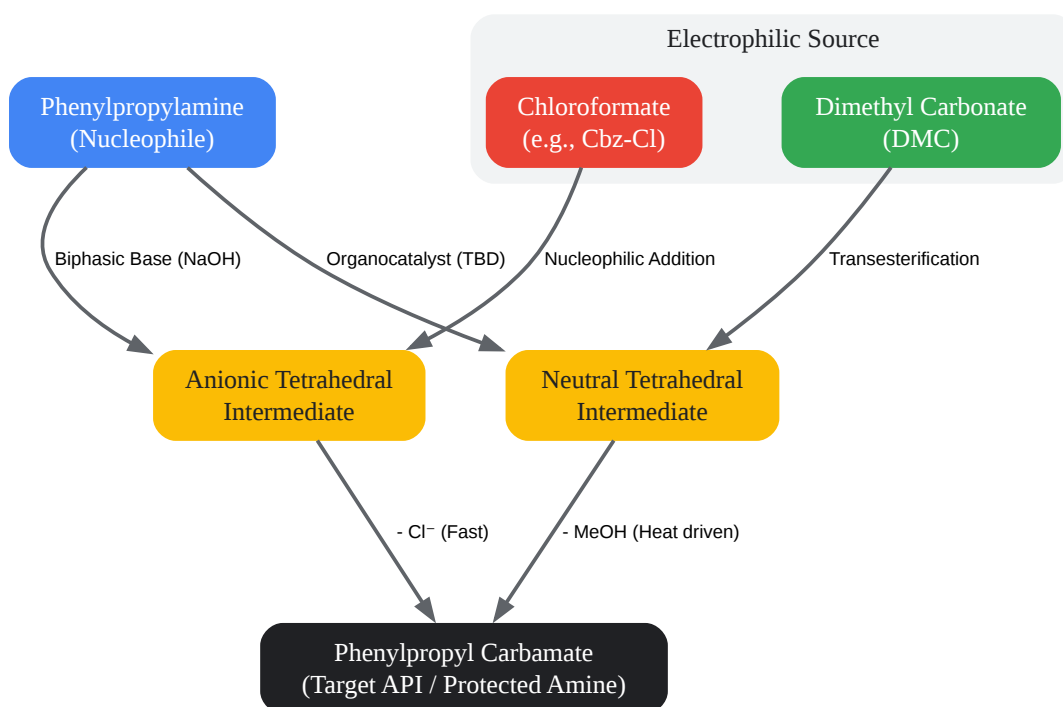 Electrophilic Source
Phenylpropylamine
(Nucleophile)
Chloroformate
(e.g., Cbz-Cl)
Dimethyl Carbonate
(DMC)
Biphasic Base (NaOH)
Organocatalyst (TBD)
Nucleophilic Addition
Transesterification
Anionic Tetrahedral
Intermediate
Neutral Tetrahedral
Intermediate
- Cl⁻ (Fast)
- MeOH (Heat driven)
Phenylpropyl Carbamate
(Target API / Protected Amine)